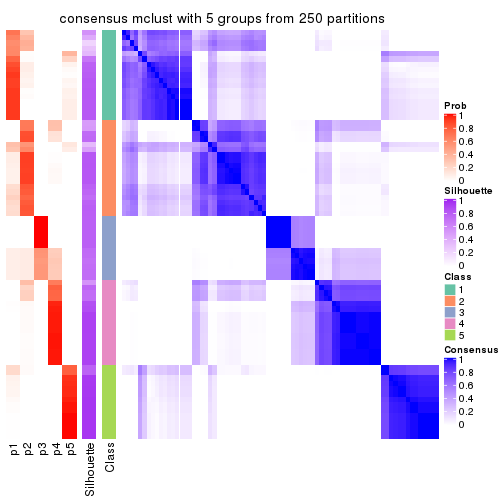 consensus mclust with 5 groups from 250 partitions
Prob
1
0.8
0.6
0.4
0.2
0
Silhouette
1
0.8
0.6
0.4
0.2
0
Class
1
2
3
4
5
Consensus
1
0.8
0.6
0.4
0.2
0
p1
p2
p3
p4
p5
Silhouette
Class